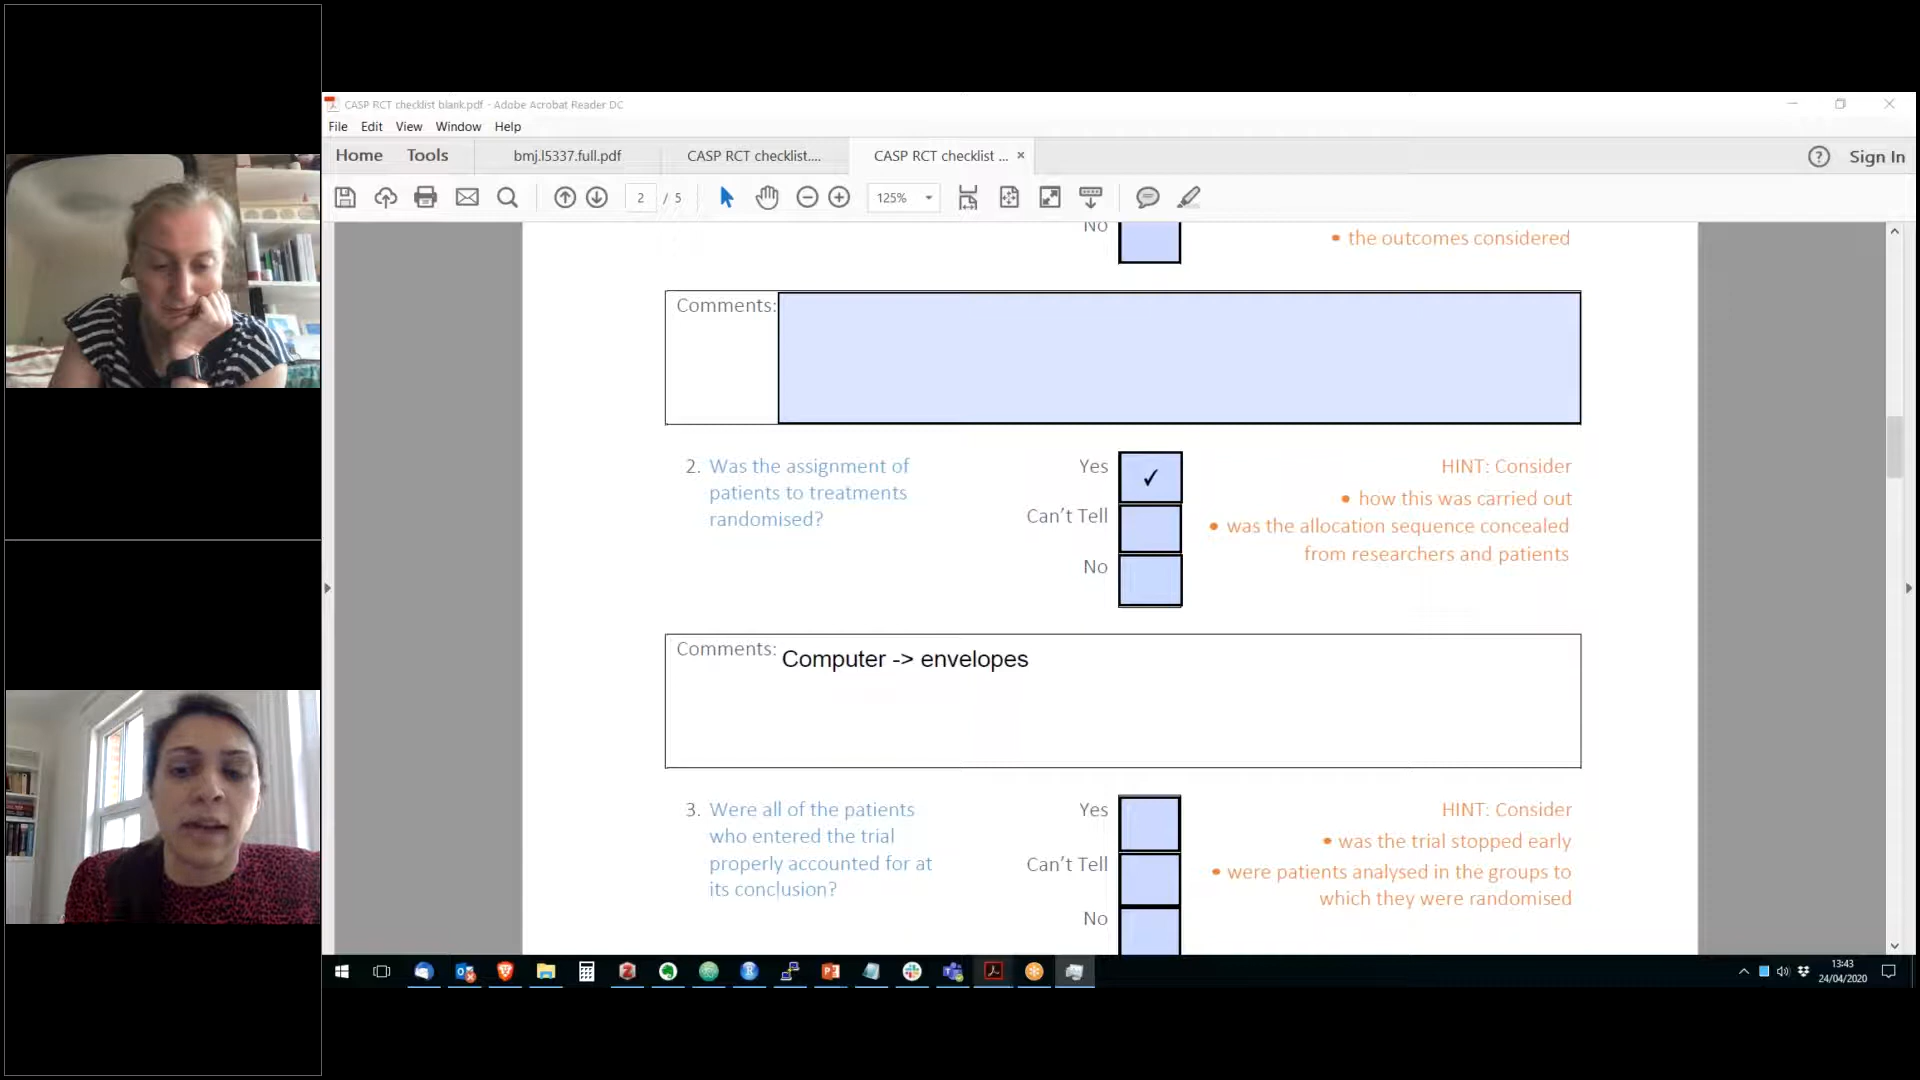 CASP RCT checklist blank.pdf - Adobe Acrobat Reader DC
File Edit View Window Help
Home Tools bmj.l5337.full.pdf CASP RCT checklist.... CASP RCT checklist ... × Sign In
2 / 5 125%
No
• the outcomes considered
Comments:
2. Was the assignment of patients to treatments randomised?
Yes ✓
Can't Tell
No
HINT: Consider
• how this was carried out
• was the allocation sequence concealed
from researchers and patients
Comments: Computer -> envelopes
3. Were all of the patients
who entered the trial
properly accounted for at
its conclusion?
Yes
Can't Tell
No
HINT: Consider
• was the trial stopped early
• were patients analysed in the groups to
which they were randomised
13:43
24/04/2020